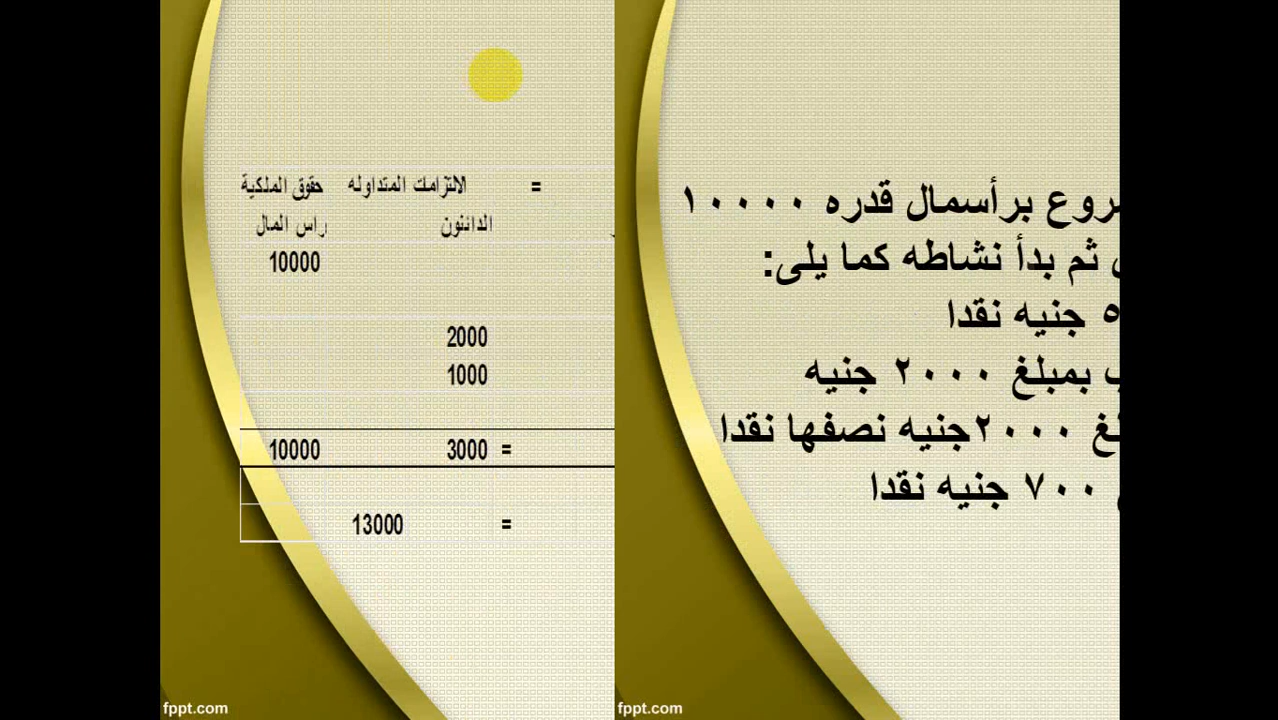 حقوق الملكية الالتزامات المتداوله =
راس المال الدائنون
10000
2000
1000
10000 3000 =
13000 =
fppt.com
برأسمال قدره ١٠٠٠٠
ثم بدأ نشاطه كما يلى:
جنيه نقدا
بمبلغ ٢٠٠٠ جنيه
٢٠٠٠جنيه نصفها نقدا
٧٠٠ جنيه نقدا
fppt.com